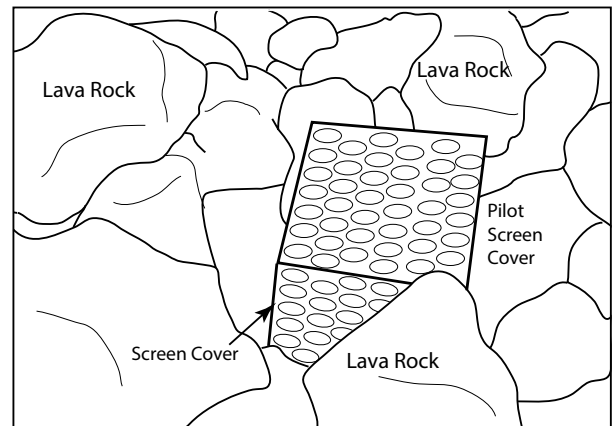 Lava Rock
Lava Rock
Pilot
Screen
Cover
Screen Cover
Lava Rock